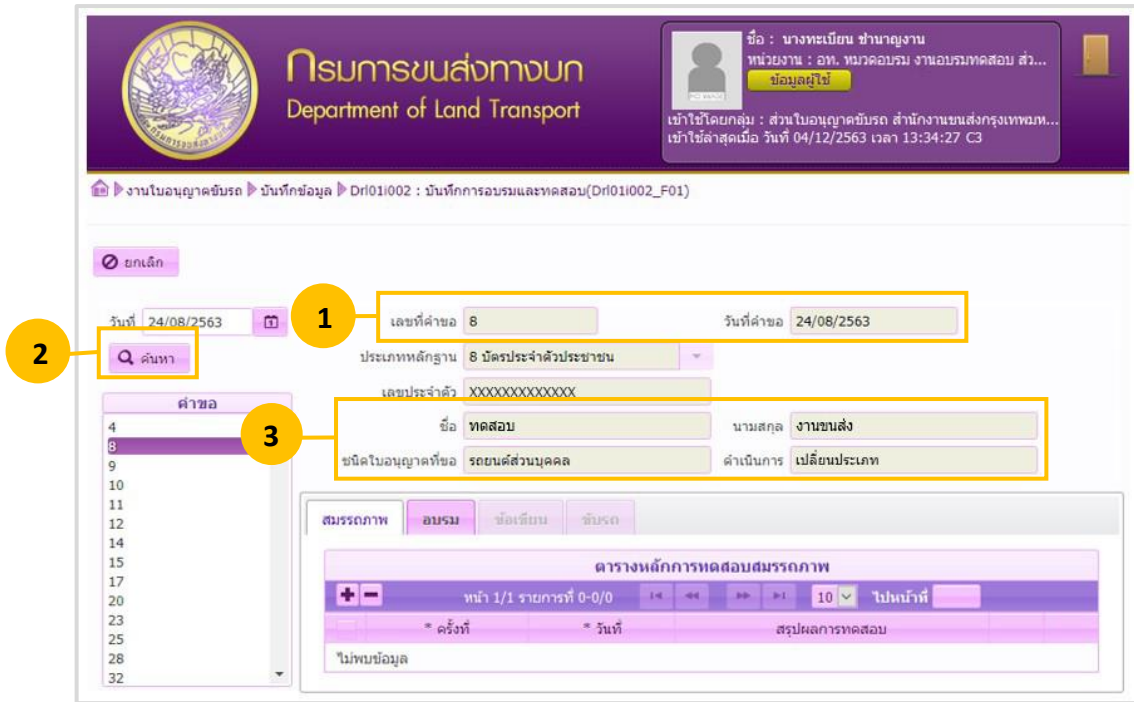 กรมการขนส่งทางบก
Department of Land Transport
ชื่อ : นางทะเบียน ชำนาญงาน
หน่วยงาน : อท. หมวดอบรม งานอบรมทดสอบ ส่ว...
ข้อมูลผู้ใช้
เข้าใช้โดยกลุ่ม : ส่วนใบอนุญาตขับรถ สำนักงานขนส่งกรุงเทพมห...
เข้าใช้ล่าสุดเมื่อ วันที่ 04/12/2563 เวลา 13:34:27 C3
งานใบอนุญาตขับรถ บันทึกข้อมูล Drl01i002 : บันทึกการอบรมและทดสอบ(Drl01i002_F01)
ยกเลิก
วันที่ 24/08/2563
1
เลขที่คำขอ 8 วันที่คำขอ 24/08/2563
2
ค้นหา
ประเภทหลักฐาน 8 บัตรประจำตัวประชาชน
เลขประจำตัว XXXXXXXXXXXXX
3
ชื่อ ทดสอบ นามสกุล งานขนส่ง
ชนิดใบอนุญาตที่ขอ รถยนต์ส่วนบุคคล ดำเนินการ เปลี่ยนประเภท
คำขอ
4
8
9
10
11
12
14
15
17
20
23
25
28
32
สมรรถภาพ อบรม ข้อเขียน ขับรถ
ตารางหลักการทดสอบสมรรถภาพ
หน้า 1/1 รายการที่ 0-0/0 10 ไปหน้าที่
* ครั้งที่ * วันที่ สรุปผลการทดสอบ
ไม่พบข้อมูล